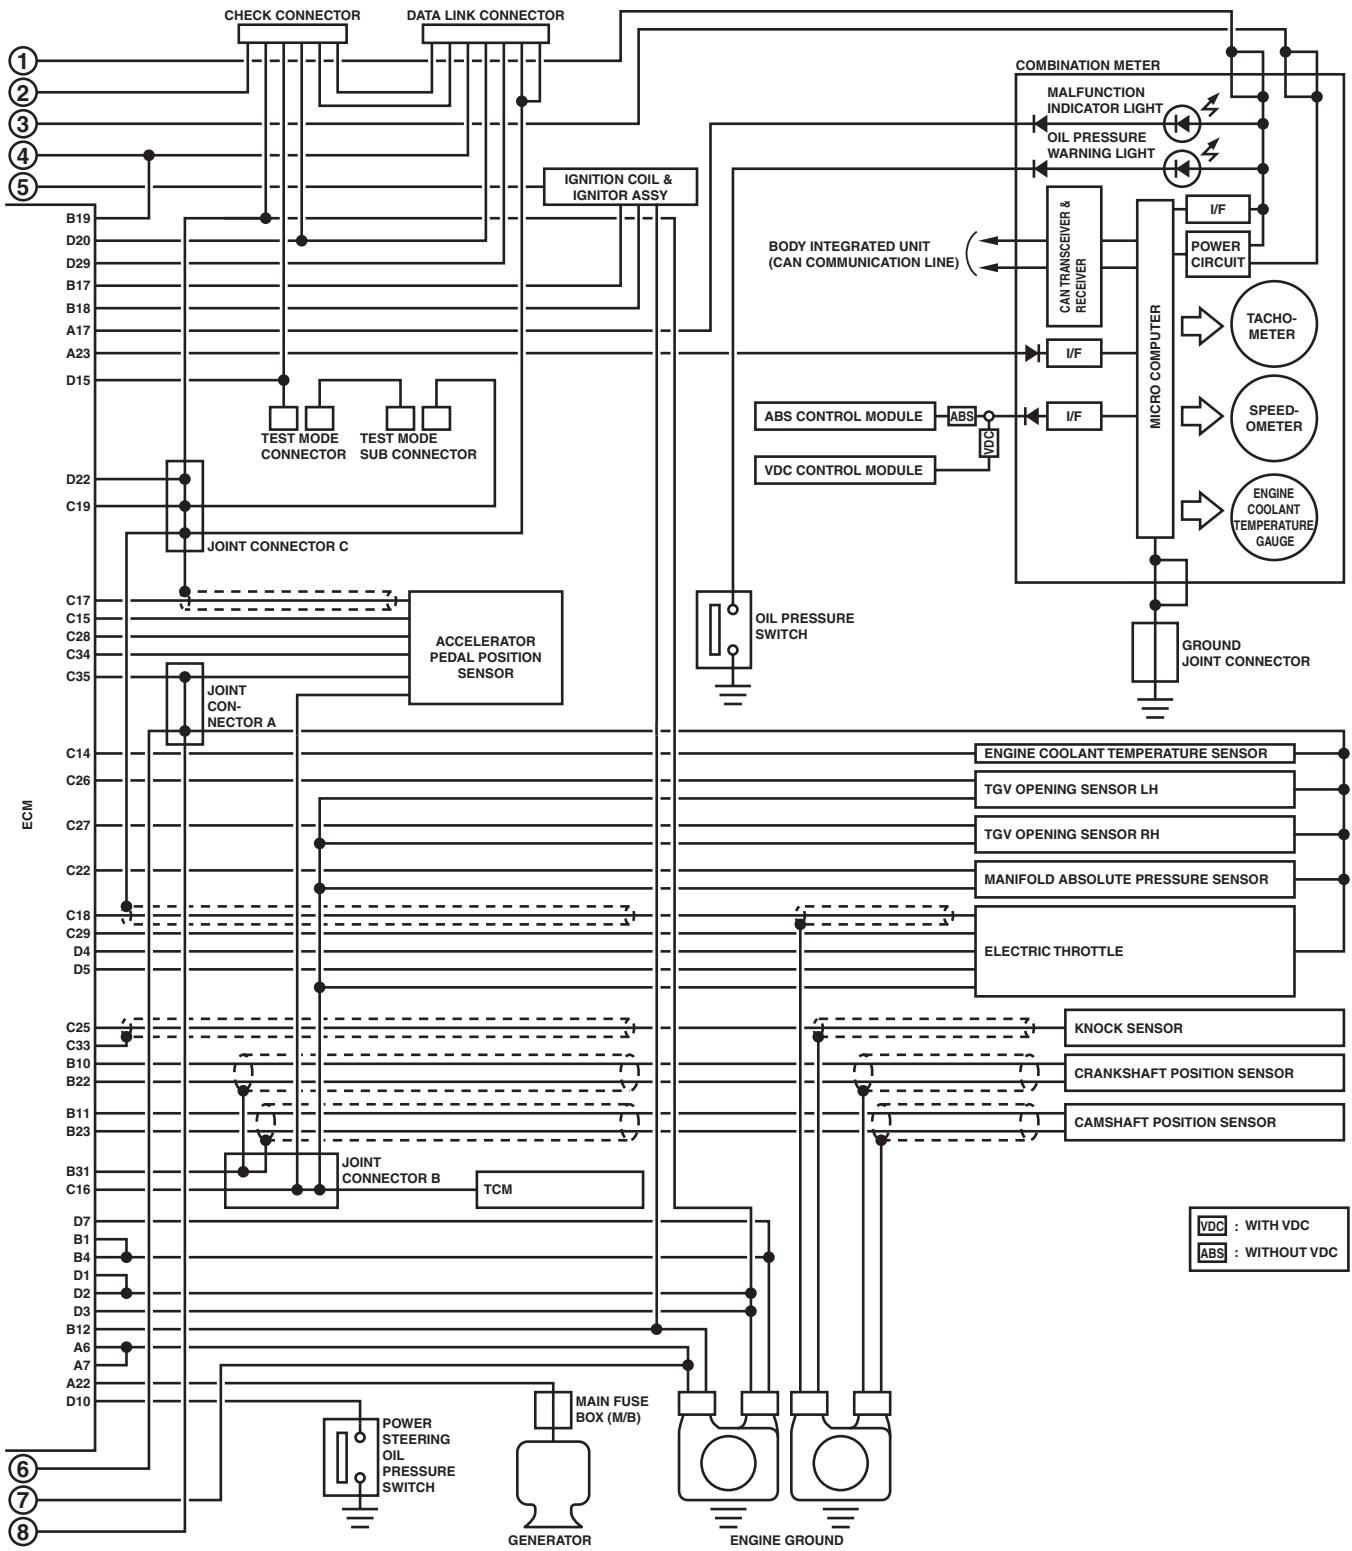 CHECK CONNECTOR
DATA LINK CONNECTOR
1
2
3
4
5
COMBINATION METER
MALFUNCTION
INDICATOR LIGHT
OIL PRESSURE
WARNING LIGHT
IGNITION COIL &
IGNITOR ASSY
BODY INTEGRATED UNIT
(CAN COMMUNICATION LINE)
CAN TRANSCEIVER &
RECEIVER
MICRO COMPUTER
I/F
POWER
CIRCUIT
TACHO-
METER
I/F
ABS CONTROL MODULE
ABS
VDC
I/F
SPEED-
OMETER
VDC CONTROL MODULE
ENGINE
COOLANT
TEMPERATURE
GAUGE
B19
D20
D29
B17
B18
A17
A23
D15
TEST MODE
CONNECTOR
TEST MODE
SUB CONNECTOR
D22
C19
JOINT CONNECTOR C
C17
C15
C28
C34
C35
ACCELERATOR
PEDAL POSITION
SENSOR
OIL PRESSURE
SWITCH
GROUND
JOINT CONNECTOR
JOINT
CON-
NECTOR A
ECM
C14
ENGINE COOLANT TEMPERATURE SENSOR
C26
TGV OPENING SENSOR LH
C27
TGV OPENING SENSOR RH
C22
MANIFOLD ABSOLUTE PRESSURE SENSOR
C18
C29
D4
D5
ELECTRIC THROTTLE
C25
C33
KNOCK SENSOR
B10
B22
CRANKSHAFT POSITION SENSOR
B11
B23
CAMSHAFT POSITION SENSOR
B31
C16
JOINT
CONNECTOR B
TCM
D7
B1
B4
D1
D2
D3
B12
A6
A7
A22
D10
VDC : WITH VDC
ABS : WITHOUT VDC
POWER
STEERING
OIL
PRESSURE
SWITCH
MAIN FUSE
BOX (M/B)
GENERATOR
ENGINE GROUND
6
7
8